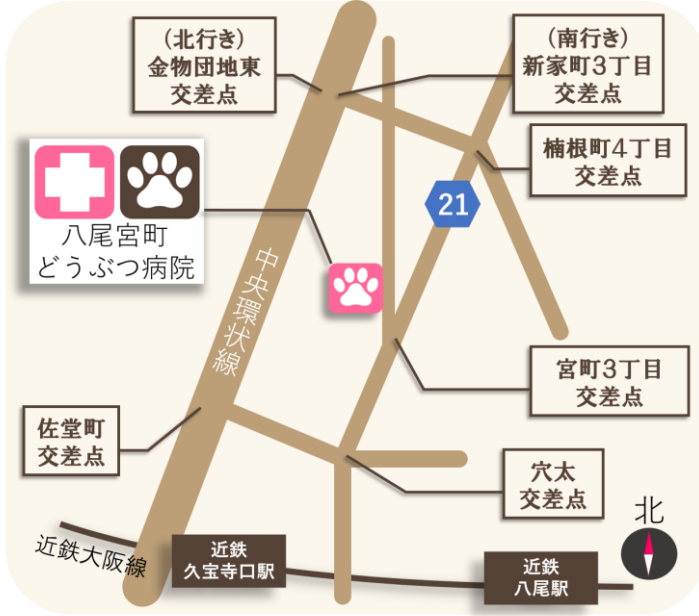 (北行き)
金物団地東
交差点
(南行き)
新家町3丁目
交差点
楠根町4丁目
交差点
21
八尾宮町
どうぶつ病院
中央環状線
宮町3丁目
交差点
佐堂町
交差点
穴太
交差点
北
近鉄大阪線
近鉄
久宝寺口駅
近鉄
八尾駅